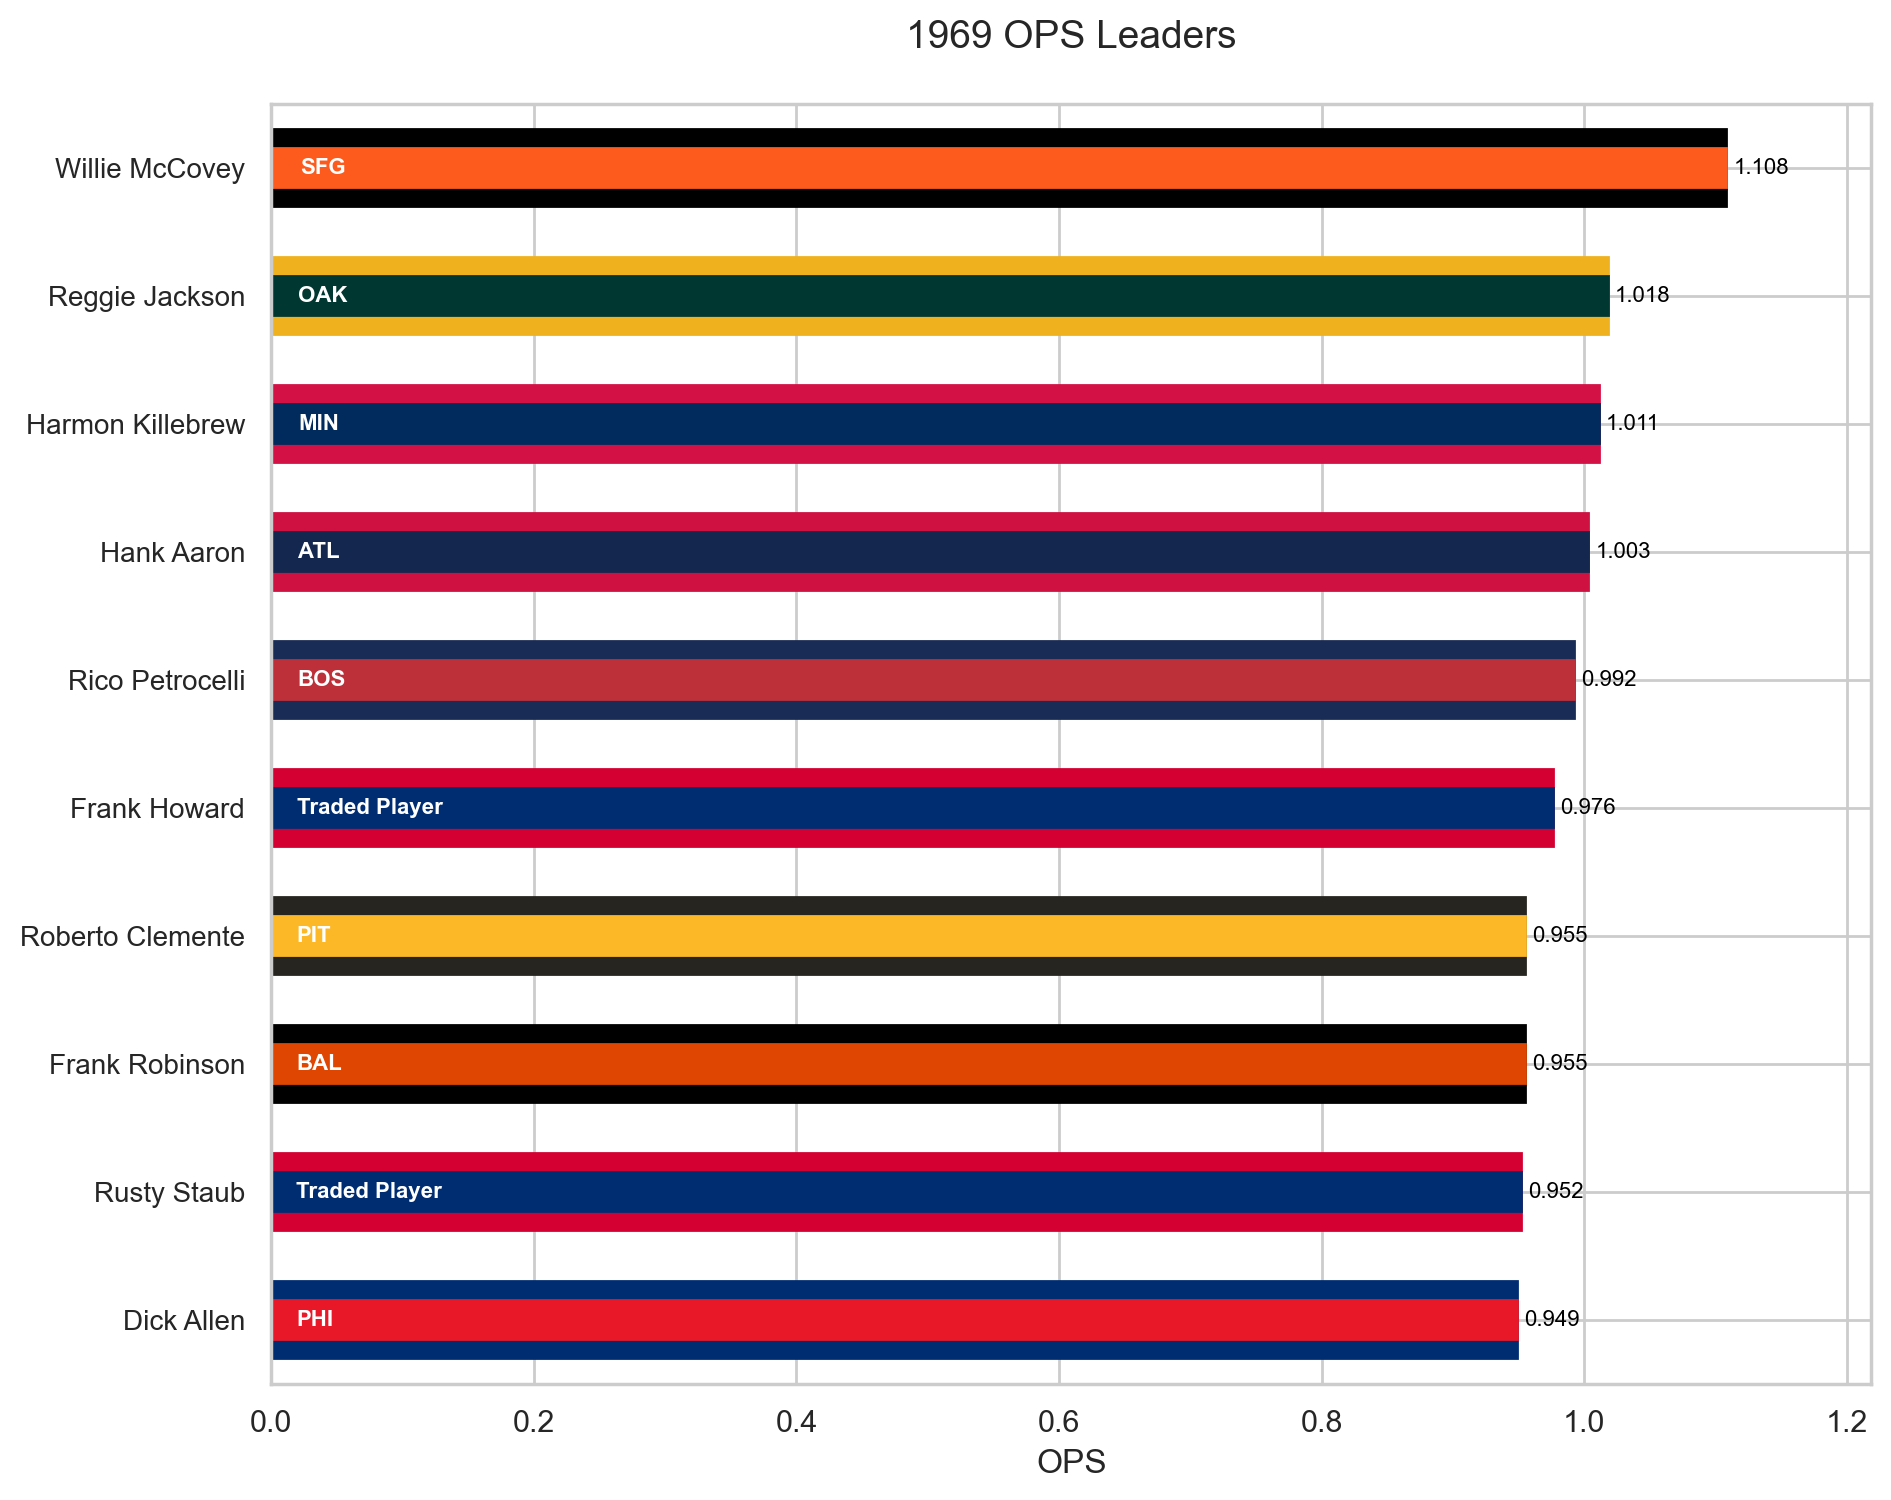 1969 OPS Leaders
Willie McCovey SFG 1.108
Reggie Jackson OAK 1.018
Harmon Killebrew MIN 1.011
Hank Aaron ATL 1.003
Rico Petrocelli BOS 0.992
Frank Howard Traded Player 0.976
Roberto Clemente PIT 0.955
Frank Robinson BAL 0.955
Rusty Staub Traded Player 0.952
Dick Allen PHI 0.949
0.0 0.2 0.4 0.6 0.8 1.0 1.2
OPS